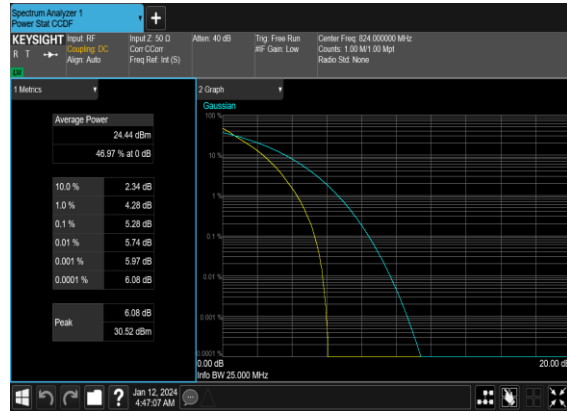 Spectrum Analyzer 1
Power Stat CCDF
+
KEYSIGHT
R T
LXI
Input: RF
Coupling: DC
Align: Auto
Input Z: 50 Ω
Corr CCorr
Freq Ref: Int (S)
Atten: 40 dB
Trig: Free Run
#IF Gain: Low
Center Freq: 824.000000 MHz
Counts: 1.00 M/1.00 Mpt
Radio Std: None
1 Metrics
Average Power
24.44 dBm
46.97 % at 0 dB
10.0 % 2.34 dB
1.0 % 4.28 dB
0.1 % 5.28 dB
0.01 % 5.74 dB
0.001 % 5.97 dB
0.0001 % 6.08 dB
Peak
6.08 dB
30.52 dBm
2 Graph
Gaussian
100 %
10 %
1 %
0.1 %
0.01 %
0.001 %
0.0001 %
0.00 dB
20.00 dB
Info BW 25.000 MHz
?
Jan 12, 2024
4:47:07 AM